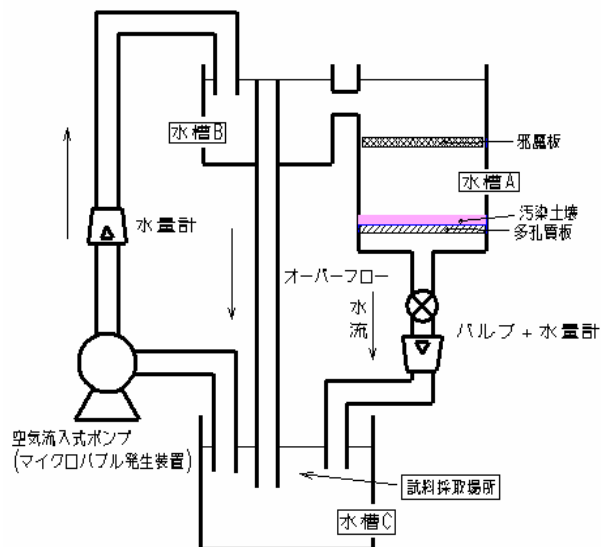 水槽B
邪魔板
水槽A
汚染土壌
多孔質板
水量計
オーバーフロー
水
流
バルブ + 水量計
空気流入式ポンプ
(マイクロバブル発生装置)
試料採取場所
水槽C